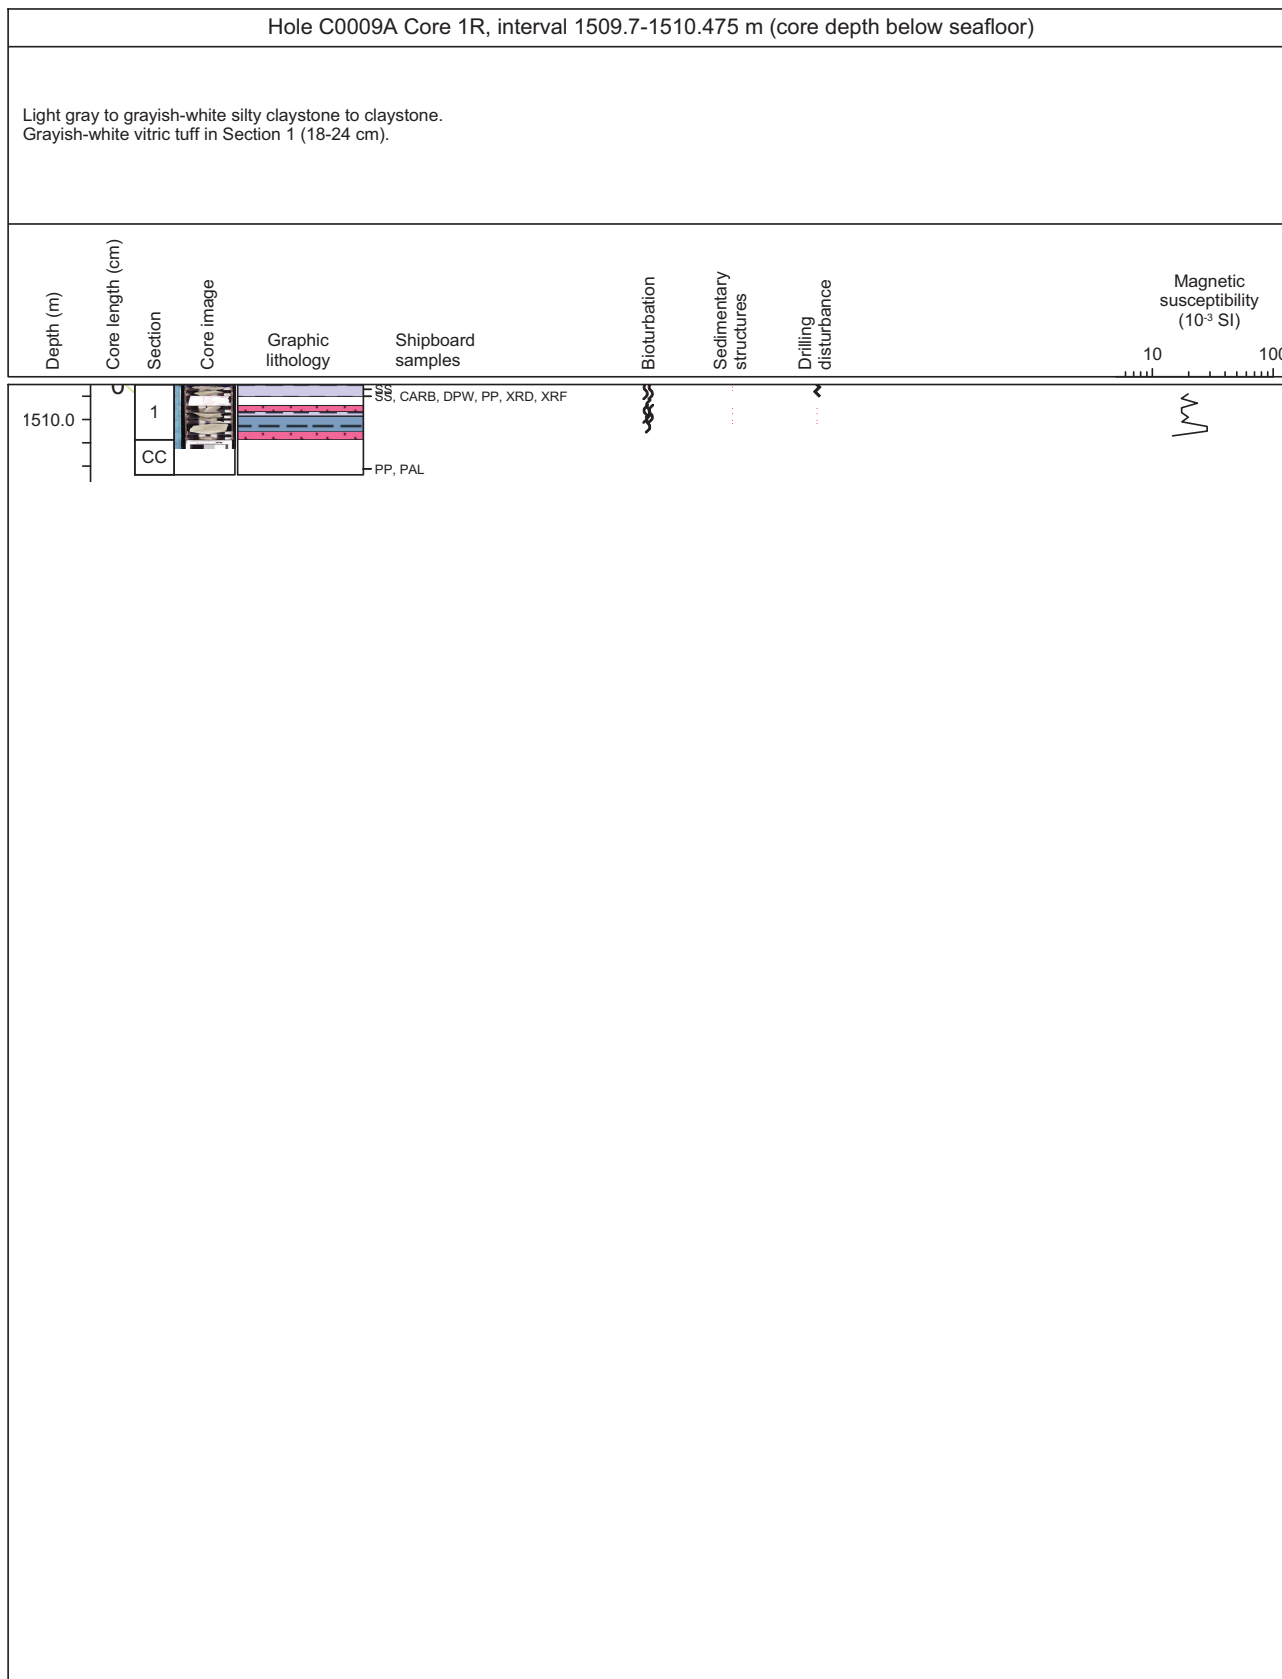 Hole C0009A Core 1R, interval 1509.7-1510.475 m (core depth below seafloor)
Light gray to grayish-white silty claystone to claystone.
Grayish-white vitric tuff in Section 1 (18-24 cm).
Depth (m)
Core length (cm)
Section
Core image
Graphic
lithology
Shipboard
samples
Bioturbation
Sedimentary
structures
Drilling
disturbance
Magnetic
susceptibility
(10⁻³ SI)
10 100
0
SS
SS, CARB, DPW, PP, XRD, XRF
1510.0
1
CC
PP, PAL